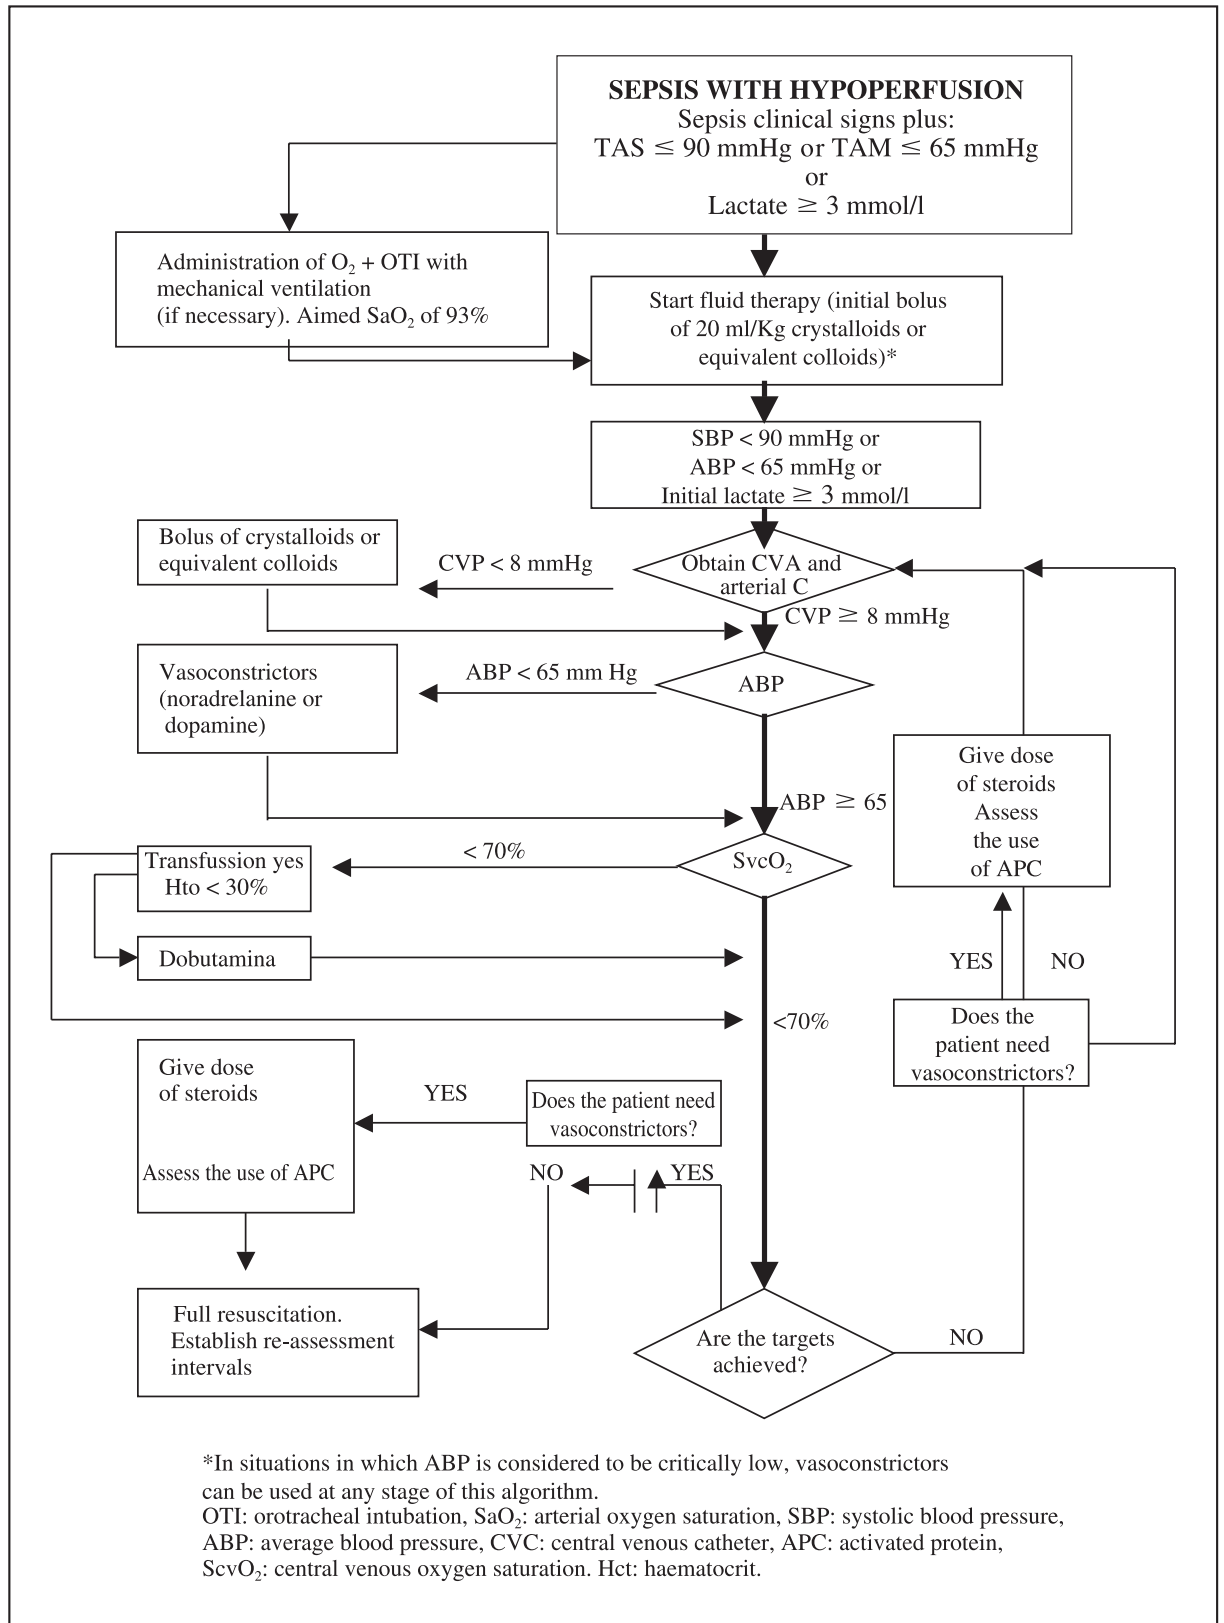 SEPSIS WITH HYPOPERFUSION
Sepsis clinical signs plus:
TAS ≤ 90 mmHg or TAM ≤ 65 mmHg
or
Lactate ≥ 3 mmol/l
Administration of O₂ + OTI with
mechanical ventilation
(if necessary). Aimed SaO₂ of 93%
Start fluid therapy (initial bolus
of 20 ml/Kg crystalloids or
equivalent colloids)*
SBP < 90 mmHg or
ABP < 65 mmHg or
Initial lactate ≥ 3 mmol/l
Bolus of crystalloids or
equivalent colloids
CVP < 8 mmHg
Obtain CVA and
arterial C
CVP ≥ 8 mmHg
Vasoconstrictors
(noradrelanine or
dopamine)
ABP < 65 mm Hg
ABP
ABP ≥ 65
Give dose
of steroids
Assess
the use
of APC
Transfussion yes
Hto < 30%
< 70%
SvcO₂
Dobutamina
YES
NO
<70%
Does the
patient need
vasoconstrictors?
Give dose
of steroids
Assess the use of APC
YES
Does the patient need
vasoconstrictors?
NO
YES
Full resuscitation.
Establish re-assessment
intervals
Are the targets
achieved?
NO
*In situations in which ABP is considered to be critically low, vasoconstrictors
can be used at any stage of this algorithm.
OTI: orotracheal intubation, SaO₂: arterial oxygen saturation, SBP: systolic blood pressure,
ABP: average blood pressure, CVC: central venous catheter, APC: activated protein,
ScvO₂: central venous oxygen saturation. Hct: haematocrit.